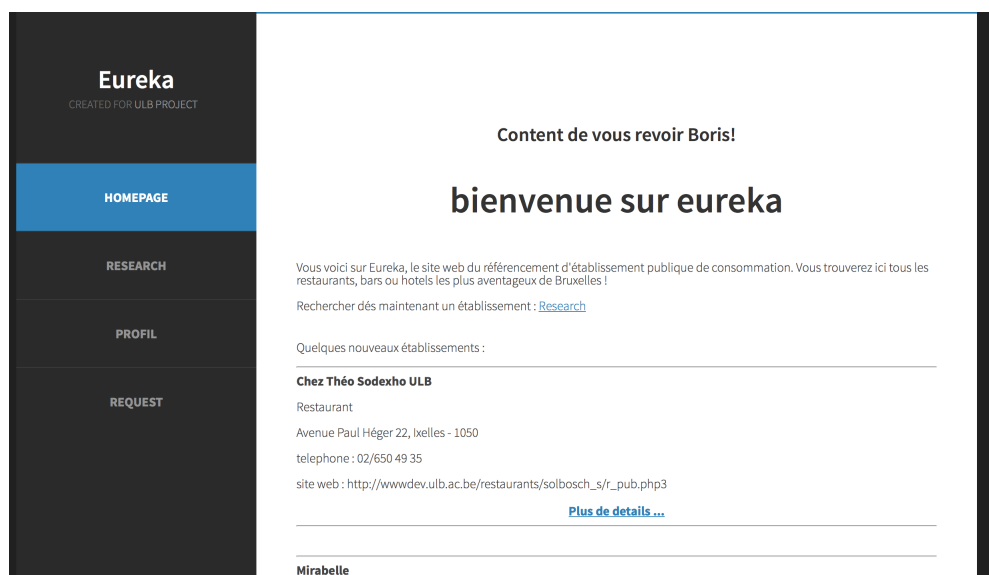 Eureka
CREATED FOR ULB PROJECT
HOMEPAGE
RESEARCH
PROFIL
REQUEST
Content de vous revoir Boris!
bienvenue sur eureka
Vous voici sur Eureka, le site web du référencement d'établissement publique de consommation. Vous trouverez ici tous les
restaurants, bars ou hotels les plus aventageux de Bruxelles !
Rechercher dés maintenant un établissement : Research
Quelques nouveaux établissements :
Chez Théo Sodexho ULB
Restaurant
Avenue Paul Héger 22, Ixelles - 1050
telephone : 02/650 49 35
site web : http://wwwdev.ulb.ac.be/restaurants/solbosch_s/r_pub.php3
Plus de details ...
Mirabelle